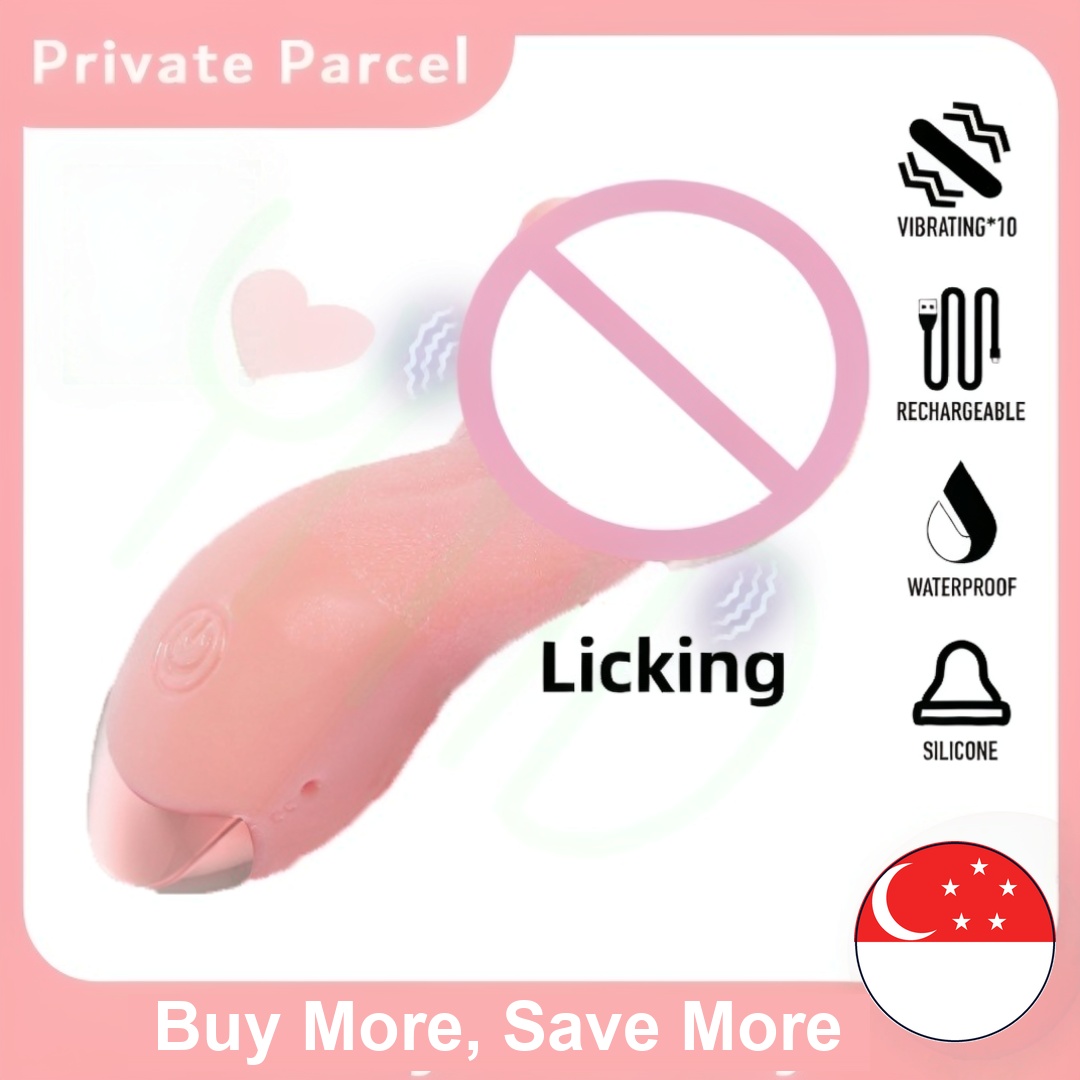 Private Parcel
VIBRATING*10
RECHARGEABLE
WATERPROOF
Licking
SILICONE
Buy More, Save More